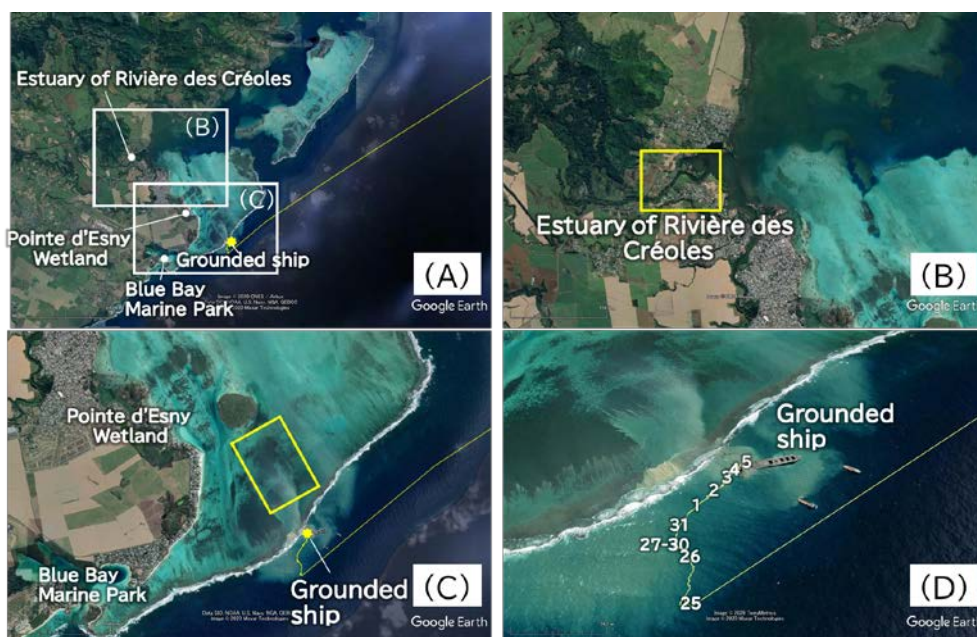 Estuary of Rivière des Créoles
(B)
(C)
Pointe d'Esny
Wetland
Grounded ship
Blue Bay
Marine Park
(A)
Google Earth
Estuary of Rivière des
Créoles
(B)
Google Earth
Pointe d'Esny
Wetland
Blue Bay
Marine Park
Grounded
ship
(C)
Google Earth
Grounded
ship
5
4
3
2
1
31
27-30
26
25
(D)
Google Earth